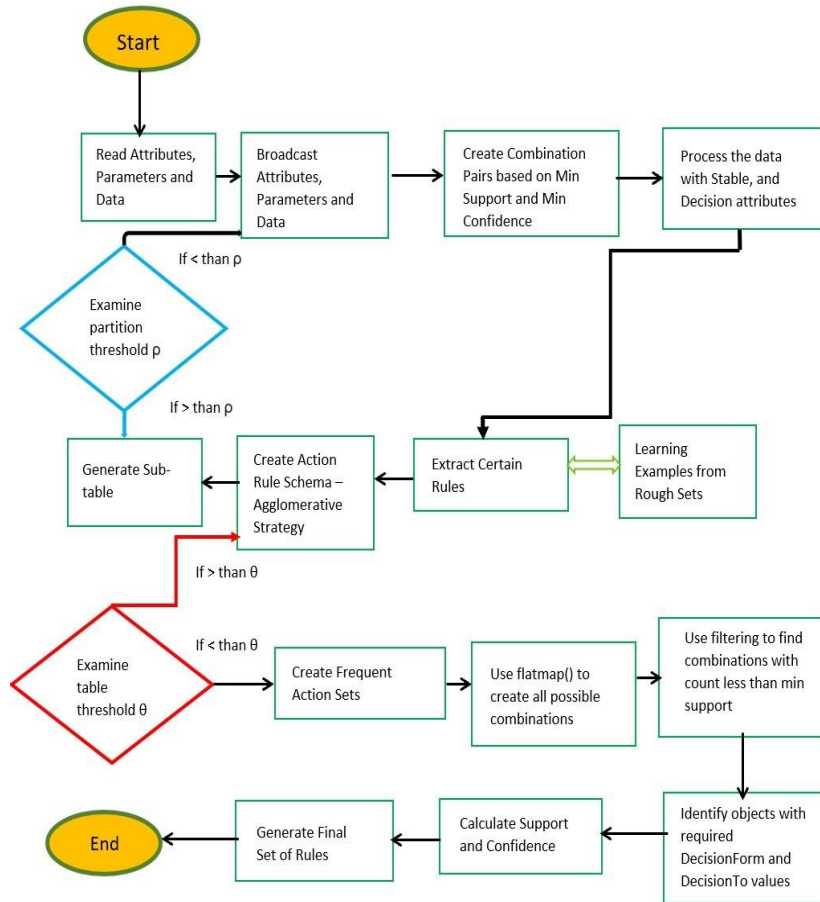 Start
Read Attributes,
Parameters and
Data
Broadcast
Attributes,
Parameters and
Data
Create Combination
Pairs based on Min
Support and Min
Confidence
Process the data
with Stable, and
Decision attributes
If < than ρ
Examine
partition
threshold ρ
If > than ρ
Generate Sub-
table
Create Action
Rule Schema –
Agglomerative
Strategy
Extract Certain
Rules
Learning
Examples from
Rough Sets
If > than θ
Examine
table
threshold θ
If < than θ
Create Frequent
Action Sets
Use flatmap() to
create all possible
combinations
Use filtering to find
combinations with
count less than min
support
Identify objects with
required
DecisionForm and
DecisionTo values
Calculate Support
and Confidence
Generate Final
Set of Rules
End